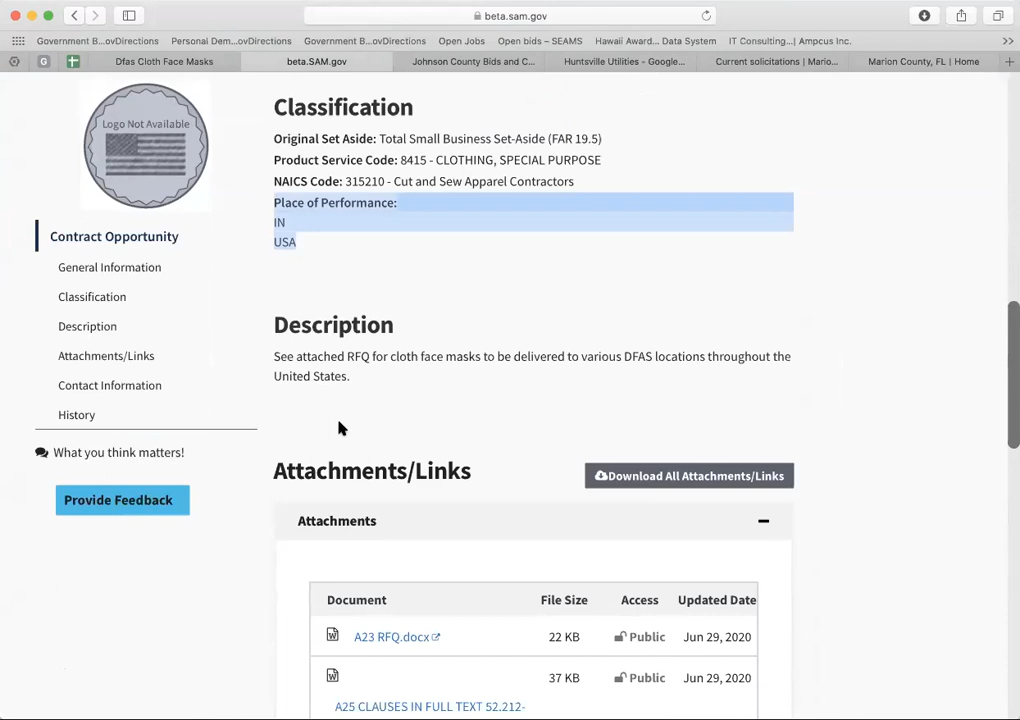 beta.sam.gov
Government B...ovDirections Personal Dem...ovDirections Government B...ovDirections Open Jobs Open bids – SEAMS Hawaii Award... Data System IT Consulting...| Ampcus Inc.
G Dfas Cloth Face Masks beta.SAM.gov Johnson County Bids and C... Huntsville Utilities – Google... Current solicitations | Mario... Marion County, FL | Home
Logo Not Available
Contract Opportunity
General Information
Classification
Description
Attachments/Links
Contact Information
History
What you think matters!
Provide Feedback
Classification
Original Set Aside: Total Small Business Set-Aside (FAR 19.5)
Product Service Code: 8415 - CLOTHING, SPECIAL PURPOSE
NAICS Code: 315210 - Cut and Sew Apparel Contractors
Place of Performance:
IN
USA
Description
See attached RFQ for cloth face masks to be delivered to various DFAS locations throughout the
United States.
Attachments/Links Download All Attachments/Links
Attachments
Document File Size Access Updated Date
A23 RFQ.docx 22 KB Public Jun 29, 2020
37 KB Public Jun 29, 2020
A25 CLAUSES IN FULL TEXT 52.212-